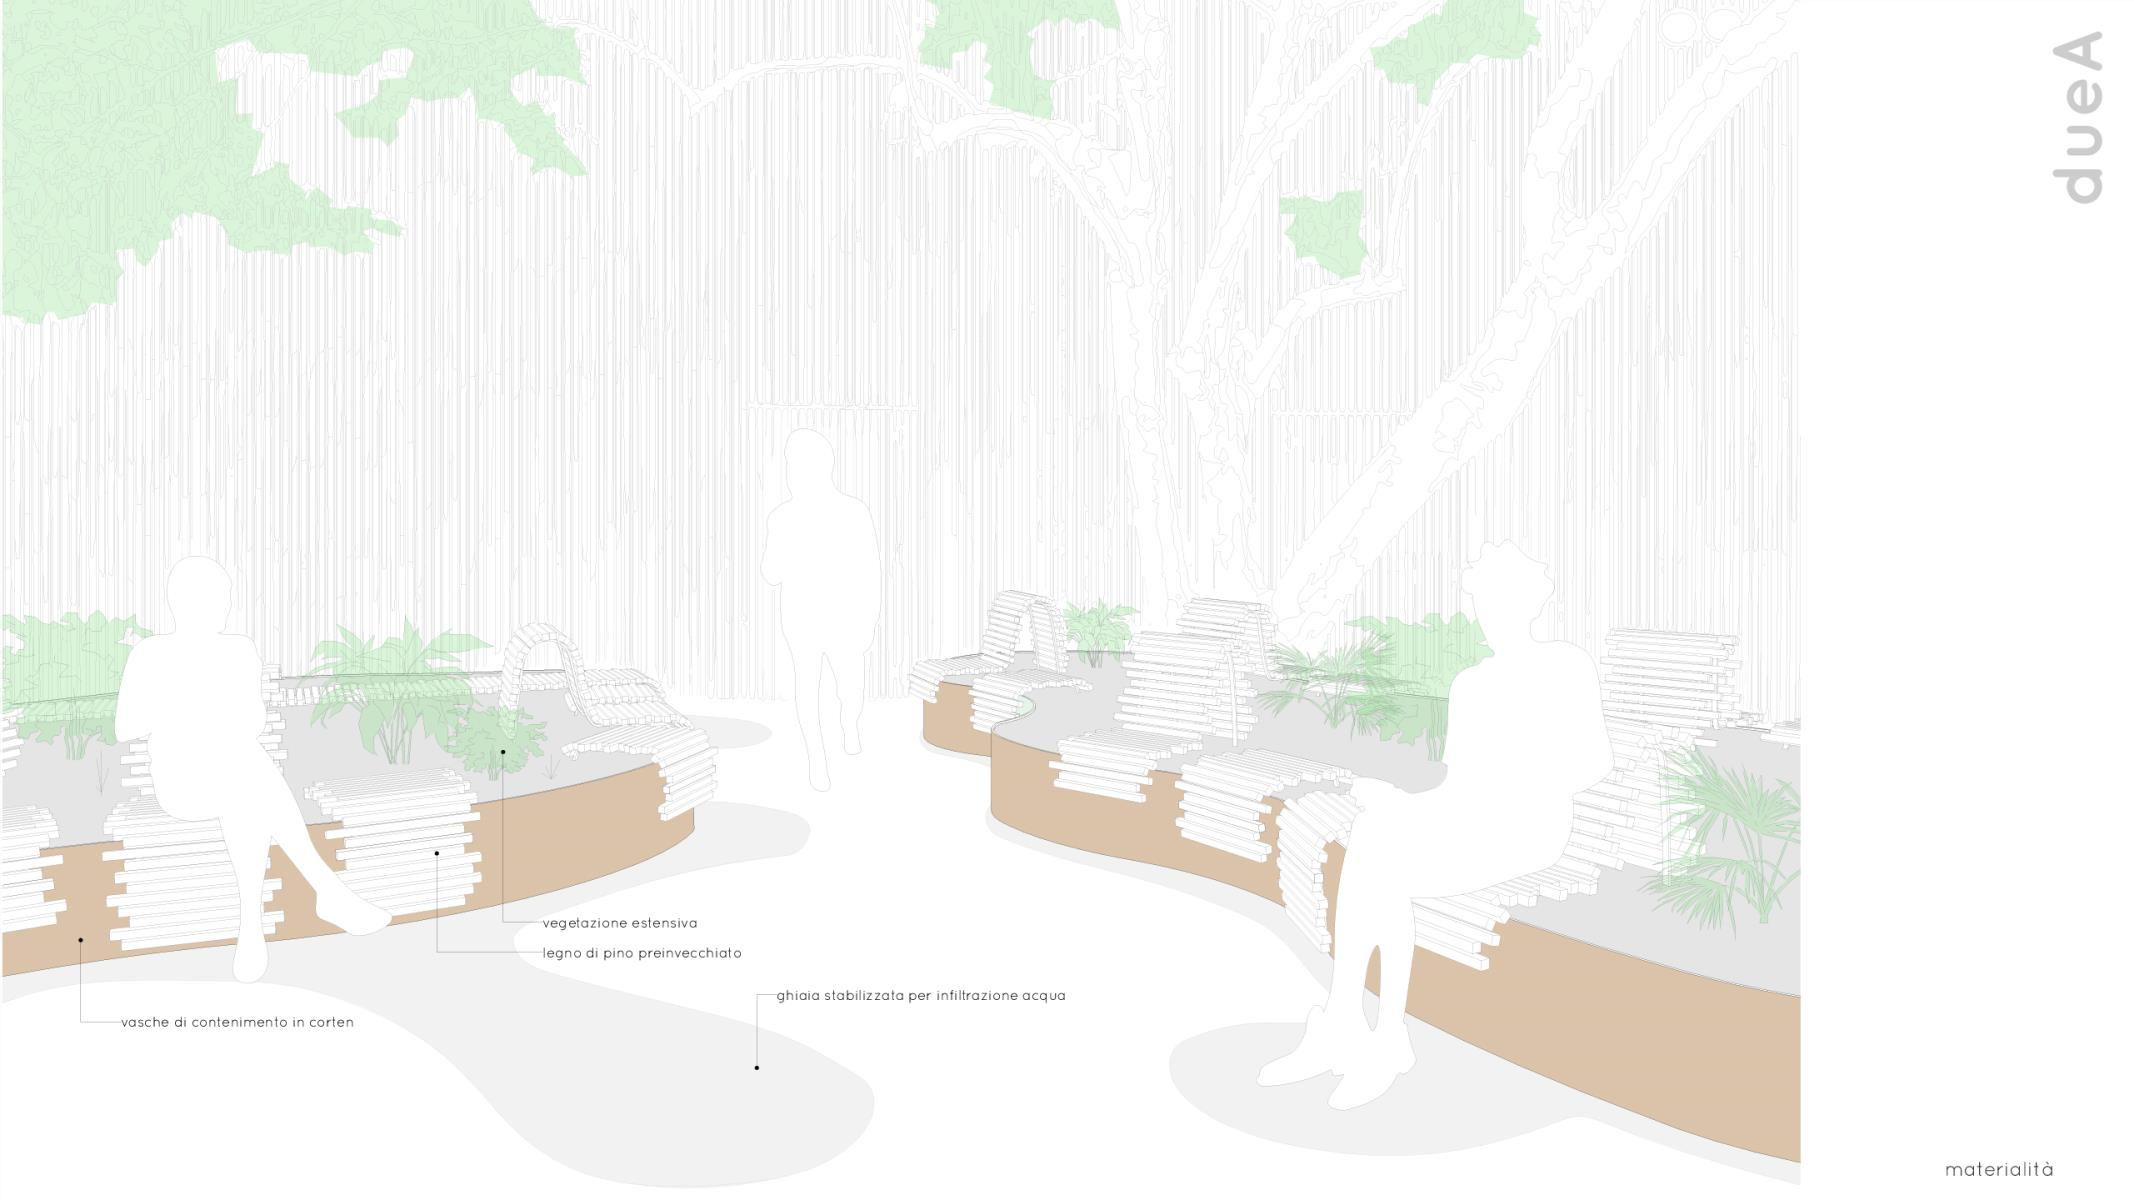 dueA
vegetazione estensiva
legno di pino preinvecchiato
ghiaia stabilizzata per infiltrazione acqua
vasche di contenimento in corten
materialità